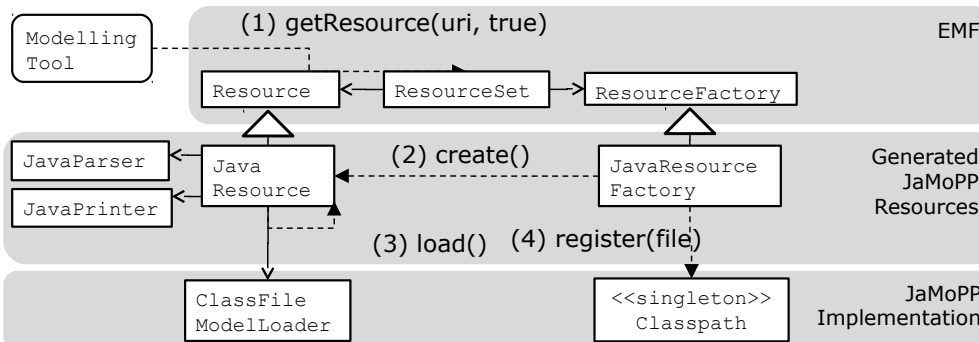 (1) getResource(uri, true)
EMF
Modelling
Tool
Resource
ResourceSet
ResourceFactory
JavaParser
JavaPrinter
Java
Resource
(2) create()
JavaResource
Factory
Generated
JaMoPP
Resources
(3) load()
(4) register(file)
ClassFile
ModelLoader
<<singleton>>
Classpath
JaMoPP
Implementation